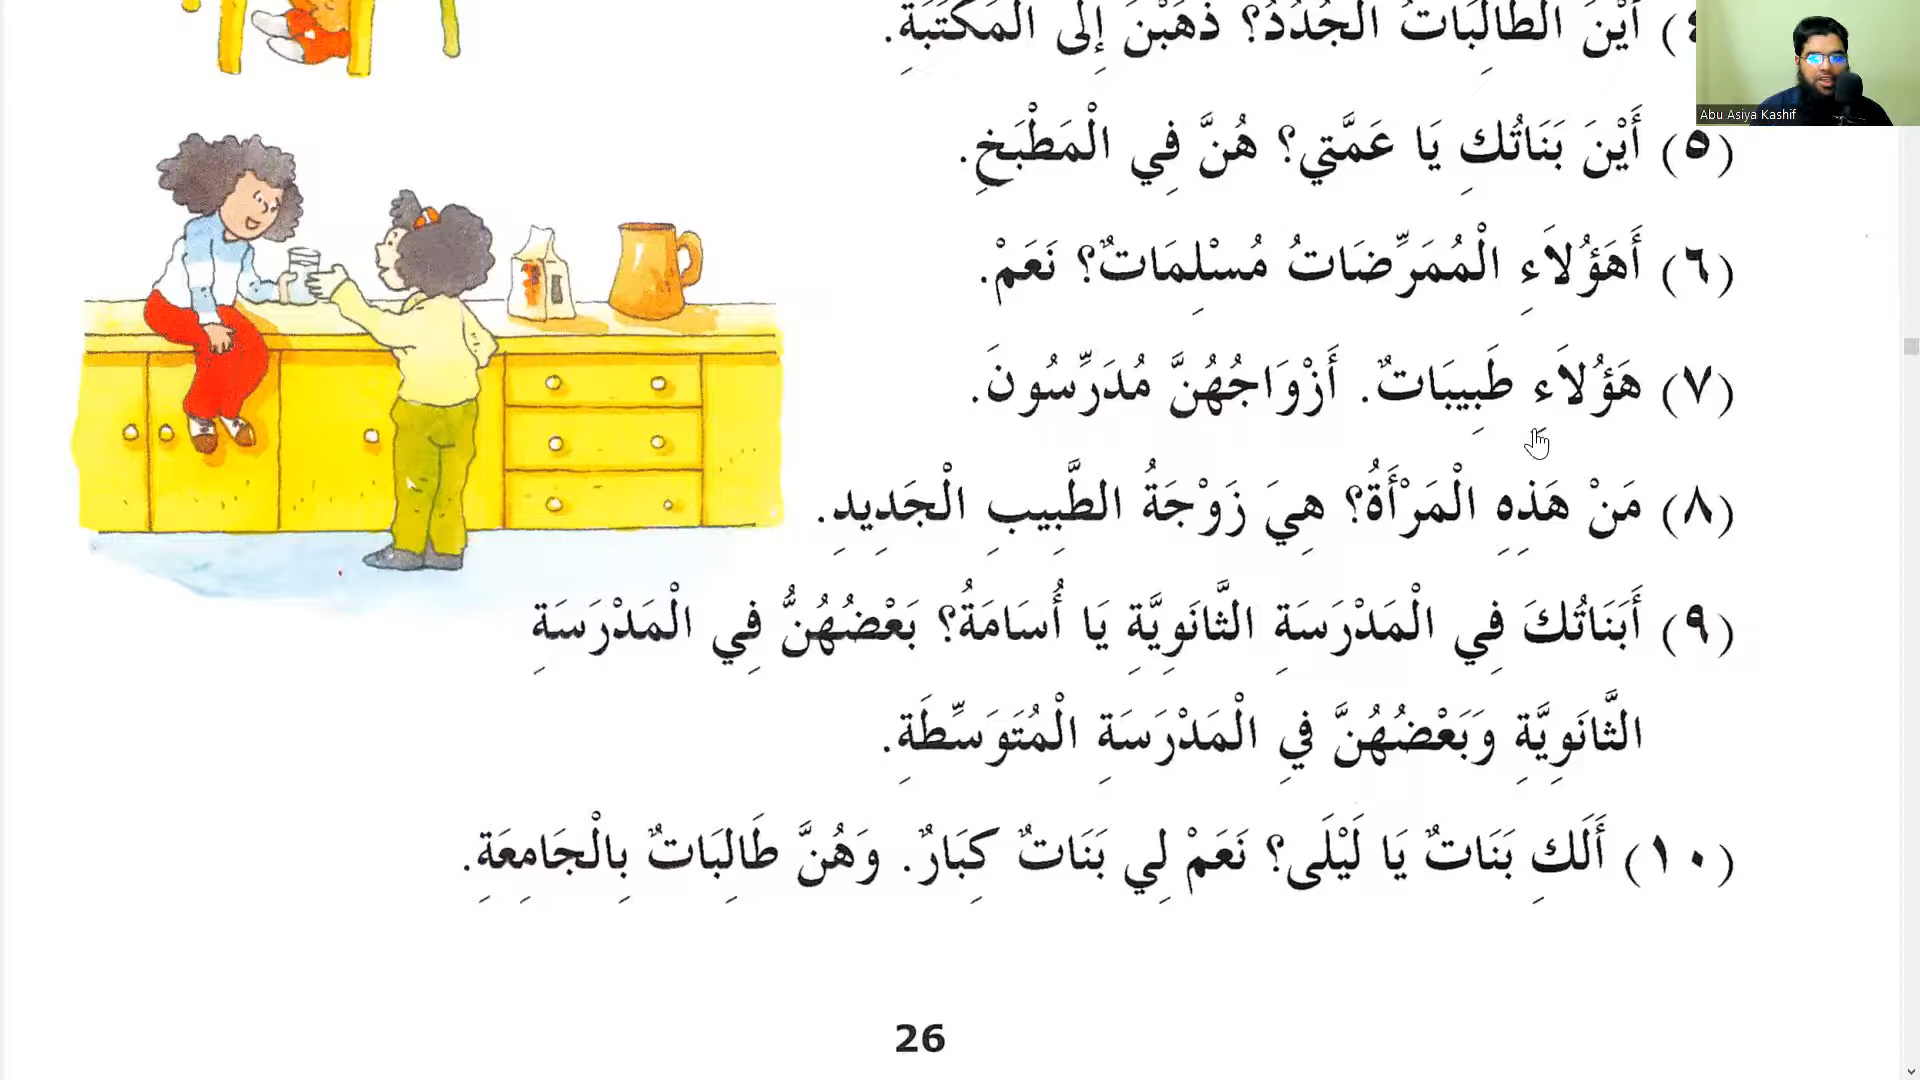 (٤) أَيْنَ الطَّالِبَاتُ الْجُدُدُ؟ ذَهَبْنَ إِلَى الْمَكْتَبَةِ.
Abu Asiya Kashif
(٥) أَيْنَ بَنَاتُكِ يَا عَمَّتِي؟ هُنَّ فِي الْمَطْبَخِ.
(٦) أَهَؤُلاَءِ الْمُمَرِّضَاتُ مُسْلِمَاتٌ؟ نَعَمْ.
(٧) هَؤُلاَءِ طَبِيبَاتٌ. أَزْوَاجُهُنَّ مُدَرِّسُونَ.
(٨) مَنْ هَذِهِ الْمَرْأَةُ؟ هِيَ زَوْجَةُ الطَّبِيبِ الْجَدِيدِ.
(٩) أَبَنَاتُكَ فِي الْمَدْرَسَةِ الثَّانَوِيَّةِ يَا أُسَامَةُ؟ بَعْضُهُنَّ فِي الْمَدْرَسَةِ
الثَّانَوِيَّةِ وَبَعْضُهُنَّ فِي الْمَدْرَسَةِ الْمُتَوَسِّطَةِ.
(١٠) أَلَكِ بَنَاتٌ يَا لَيْلَى؟ نَعَمْ لِي بَنَاتٌ كِبَارٌ. وَهُنَّ طَالِبَاتٌ بِالْجَامِعَةِ.
26